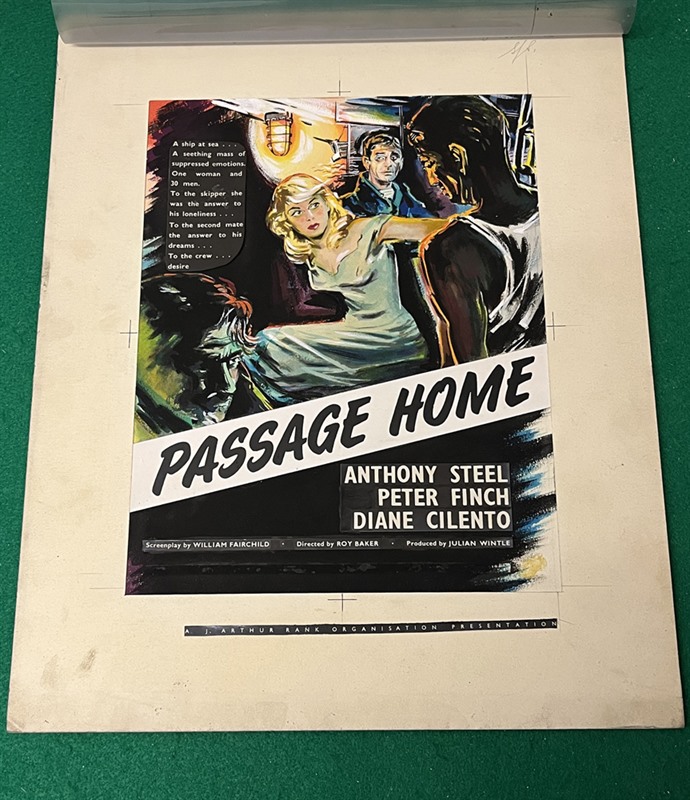 A ship at sea . . .
A seething mass of
suppressed emotions.
One woman and
30 men.
To the skipper she
was the answer to
his loneliness . . .
To the second mate
the answer to his
dreams . . .
To the crew . . .
desire
PASSAGE HOME
ANTHONY STEEL
PETER FINCH
DIANE CILENTO
Screenplay by WILLIAM FAIRCHILD • Directed by ROY BAKER • Produced by JULIAN WINTLE
A J. ARTHUR RANK ORGANISATION PRESENTATION